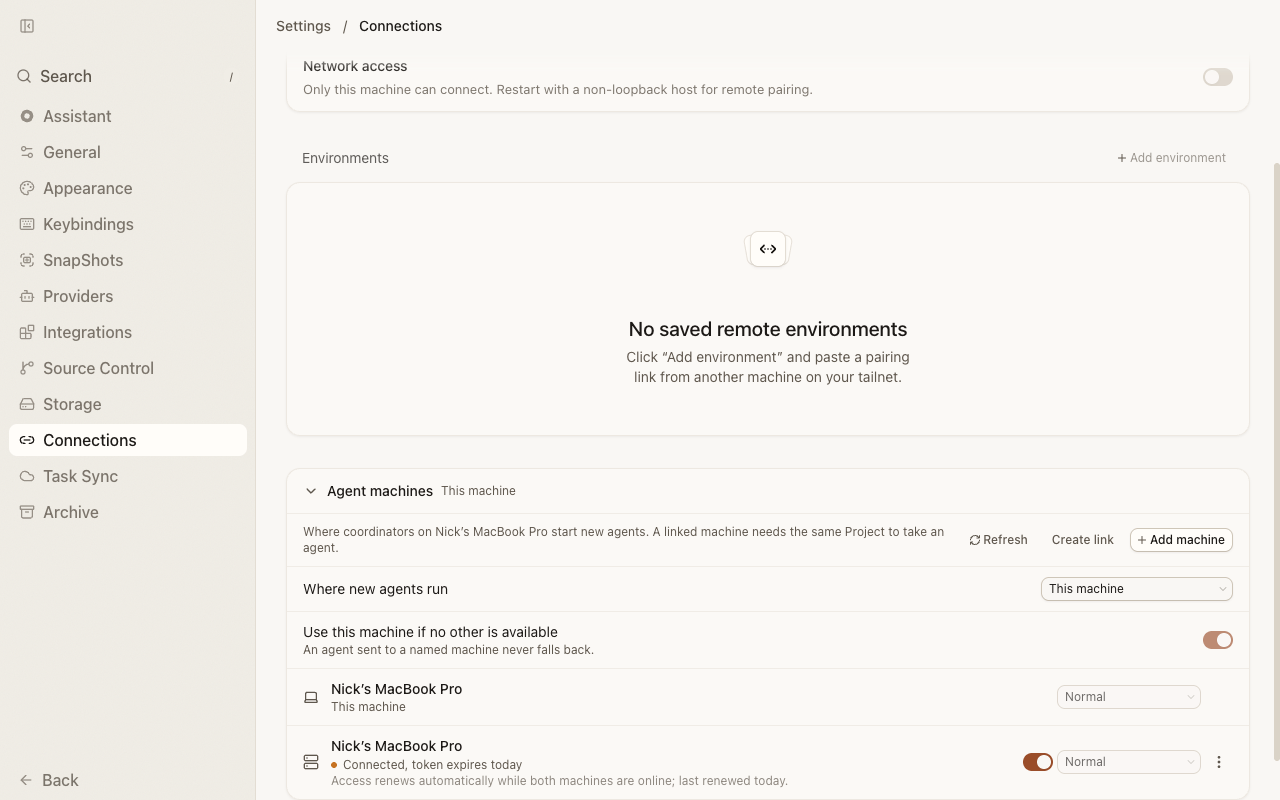 Settings / Connections
Search /
Assistant
General
Appearance
Keybindings
SnapShots
Providers
Integrations
Source Control
Storage
Connections
Task Sync
Archive
Back
Network access
Only this machine can connect. Restart with a non-loopback host for remote pairing.
Environments
+ Add environment
No saved remote environments
Click “Add environment” and paste a pairing
link from another machine on your tailnet.
Agent machines This machine
Where coordinators on Nick’s MacBook Pro start new agents. A linked machine needs the same Project to take an
agent.
Refresh
Create link
+ Add machine
Where new agents run
This machine
Use this machine if no other is available
An agent sent to a named machine never falls back.
Nick’s MacBook Pro
This machine
Normal
Nick’s MacBook Pro
Connected, token expires today
Access renews automatically while both machines are online; last renewed today.
Normal